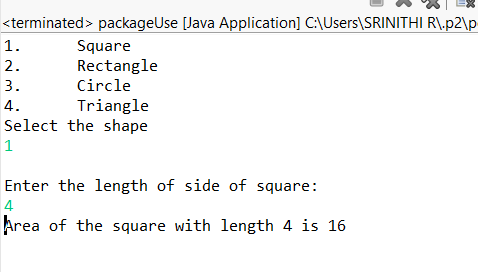 <terminated> packageUse [Java Application] C:\Users\SRINITHI R\.p2\p
1. Square
2. Rectangle
3. Circle
4. Triangle
Select the shape
1
Enter the length of side of square:
4
Area of the square with length 4 is 16